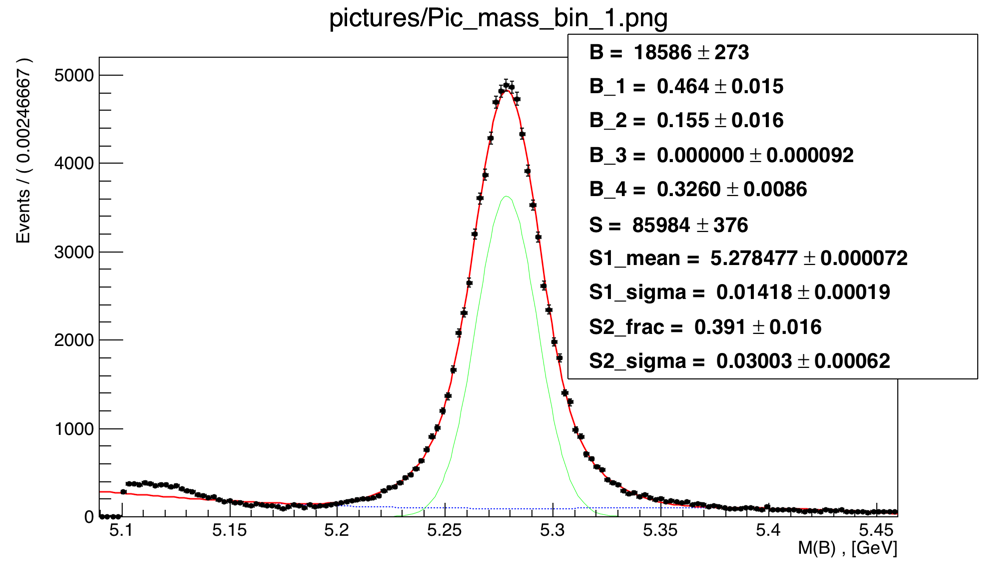 pictures/Pic_mass_bin_1.png
Events / ( 0.00246667 )
5000
4000
3000
2000
1000
0
B = 18586 ± 273
B_1 = 0.464 ± 0.015
B_2 = 0.155 ± 0.016
B_3 = 0.000000 ± 0.000092
B_4 = 0.3260 ± 0.0086
S = 85984 ± 376
S1_mean = 5.278477 ± 0.000072
S1_sigma = 0.01418 ± 0.00019
S2_frac = 0.391 ± 0.016
S2_sigma = 0.03003 ± 0.00062
5.1 5.15 5.2 5.25 5.3 5.35 5.4 5.45
M(B) , [GeV]